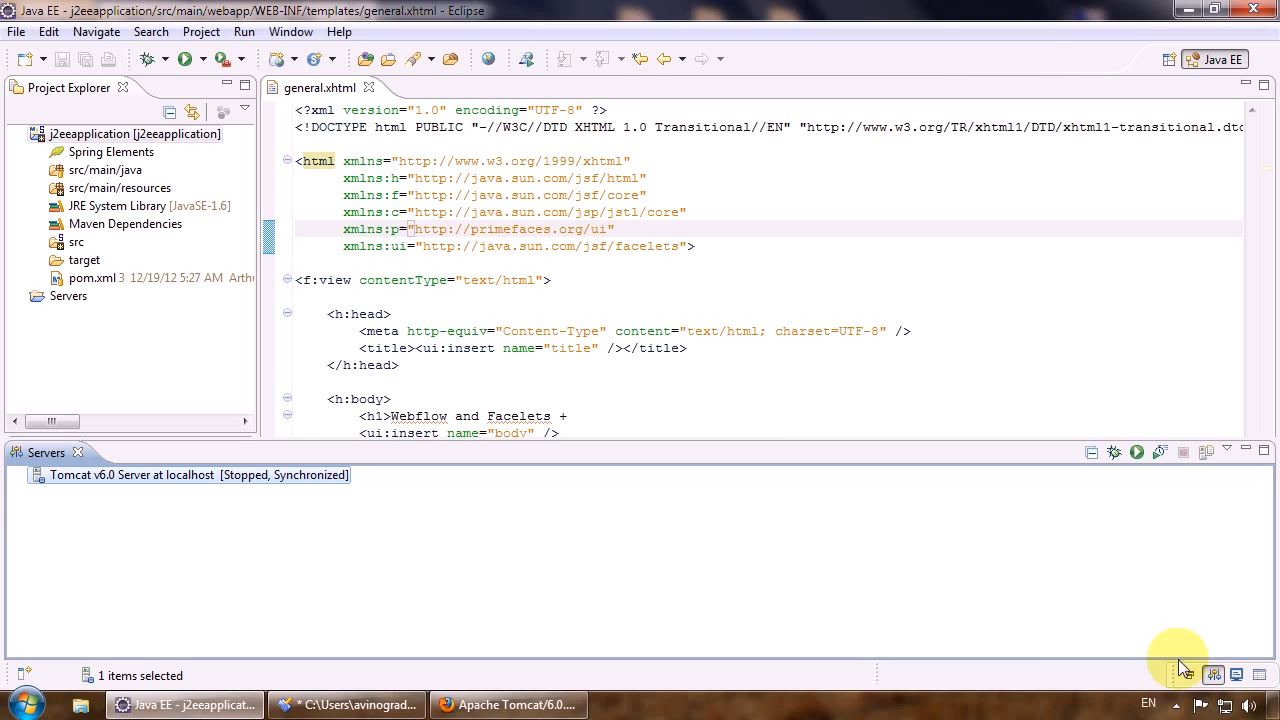 Java EE - j2eeapplication/src/main/webapp/WEB-INF/templates/general.xhtml - Eclipse
File Edit Navigate Search Project Run Window Help
Java EE
Project Explorer
general.xhtml
j2eeapplication [j2eeapplication]
Spring Elements
src/main/java
src/main/resources
JRE System Library [JavaSE-1.6]
Maven Dependencies
src
target
pom.xml 3 12/19/12 5:27 AM Arth
Servers
<?xml version="1.0" encoding="UTF-8" ?>
<!DOCTYPE html PUBLIC "-//W3C//DTD XHTML 1.0 Transitional//EN" "http://www.w3.org/TR/xhtml1/DTD/xhtml1-transitional.dtd
<html xmlns="http://www.w3.org/1999/xhtml"
xmlns:h="http://java.sun.com/jsf/html"
xmlns:f="http://java.sun.com/jsf/core"
xmlns:c="http://java.sun.com/jsp/jstl/core"
xmlns:p="http://primefaces.org/ui"
xmlns:ui="http://java.sun.com/jsf/facelets">
<f:view contentType="text/html">
<h:head>
<meta http-equiv="Content-Type" content="text/html; charset=UTF-8" />
<title><ui:insert name="title" /></title>
</h:head>
<h:body>
<h1>Webflow and Facelets +
<ui:insert name="body" />
Servers
Tomcat v6.0 Server at localhost [Stopped, Synchronized]
1 items selected
Java EE - j2eeapplicat...
* C:\Users\avinograd...
Apache Tomcat/6.0....
EN